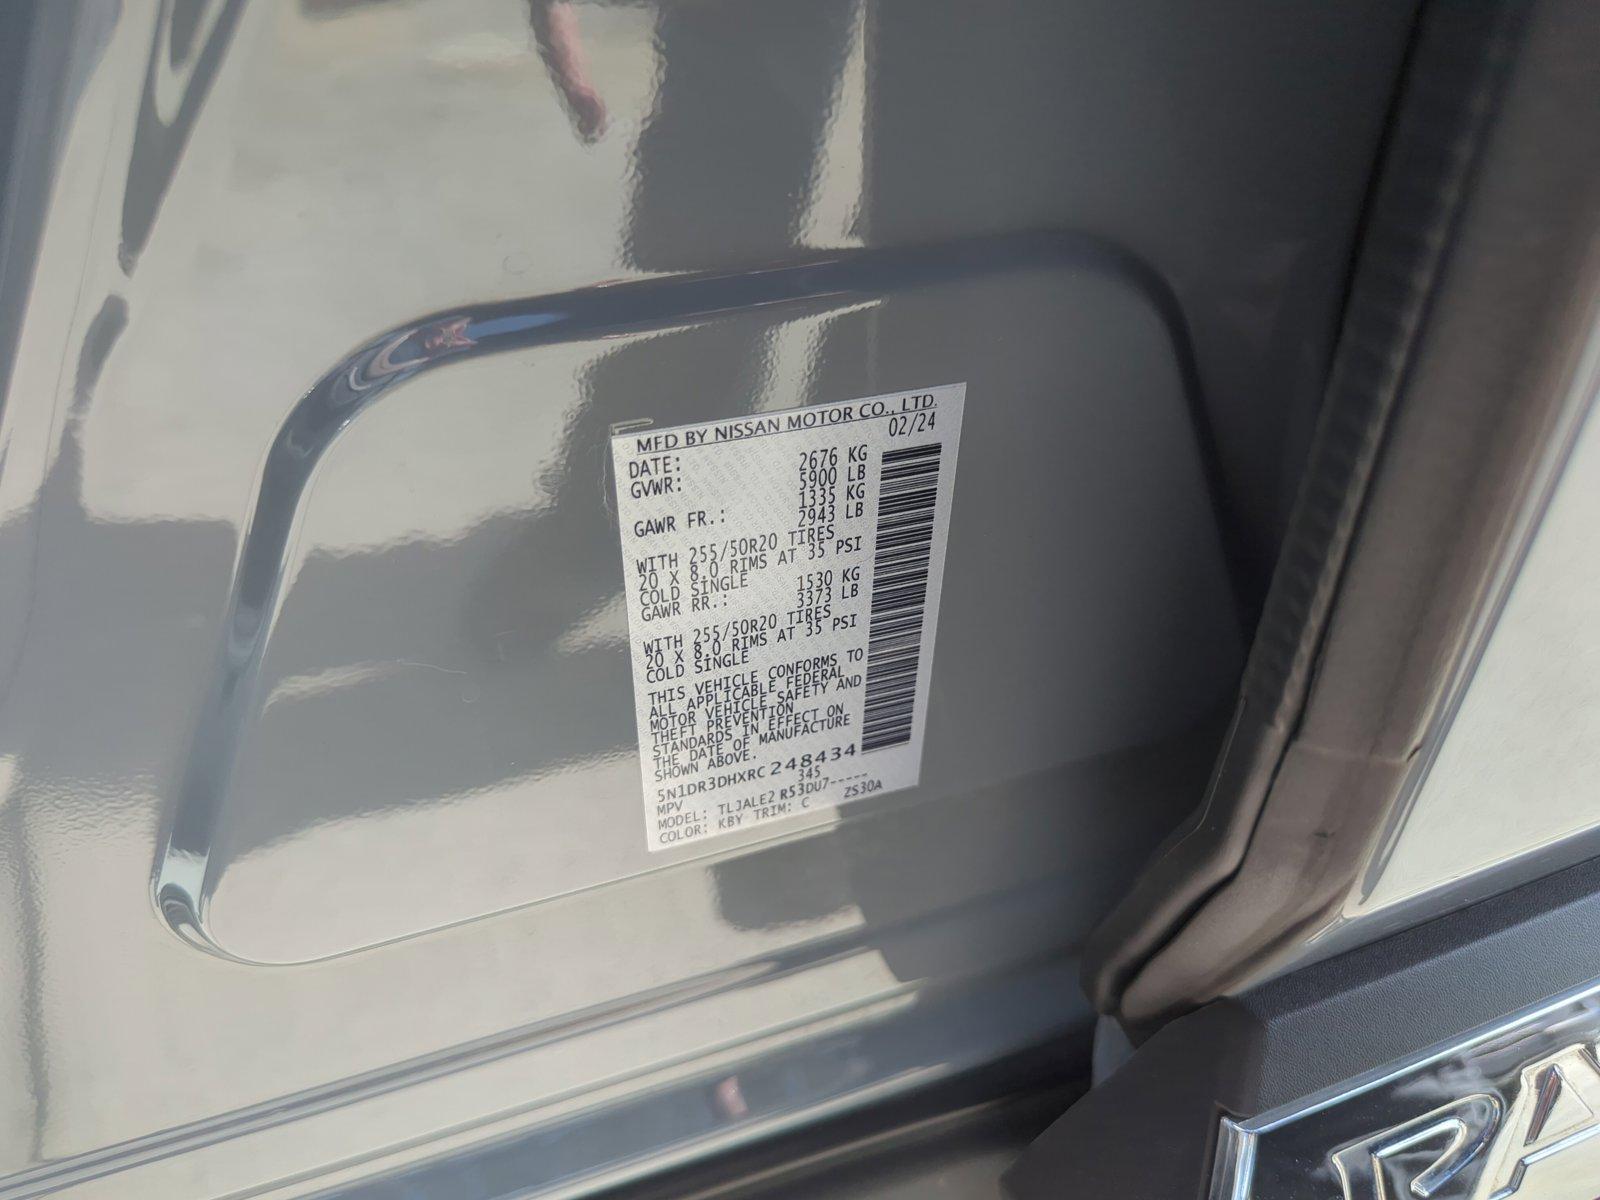 MFD BY NISSAN MOTOR CO., LTD.
DATE: 02/24
GVWR: 2676 KG
5900 LB
GAWR FR.: 1335 KG
2943 LB
WITH 255/50R20 TIRES
20 X 8.0 RIMS AT 35 PSI
COLD SINGLE
GAWR RR.: 1530 KG
3373 LB
WITH 255/50R20 TIRES
20 X 8.0 RIMS AT 35 PSI
COLD SINGLE
THIS VEHICLE CONFORMS TO
ALL APPLICABLE FEDERAL
MOTOR VEHICLE SAFETY AND
THEFT PREVENTION
STANDARDS IN EFFECT ON
THE DATE OF MANUFACTURE
SHOWN ABOVE.
5N1DR3DHXRC248434
MPV 345
MODEL: TLJALE2 R53DU7-----
COLOR: KBY TRIM: C ZS30A